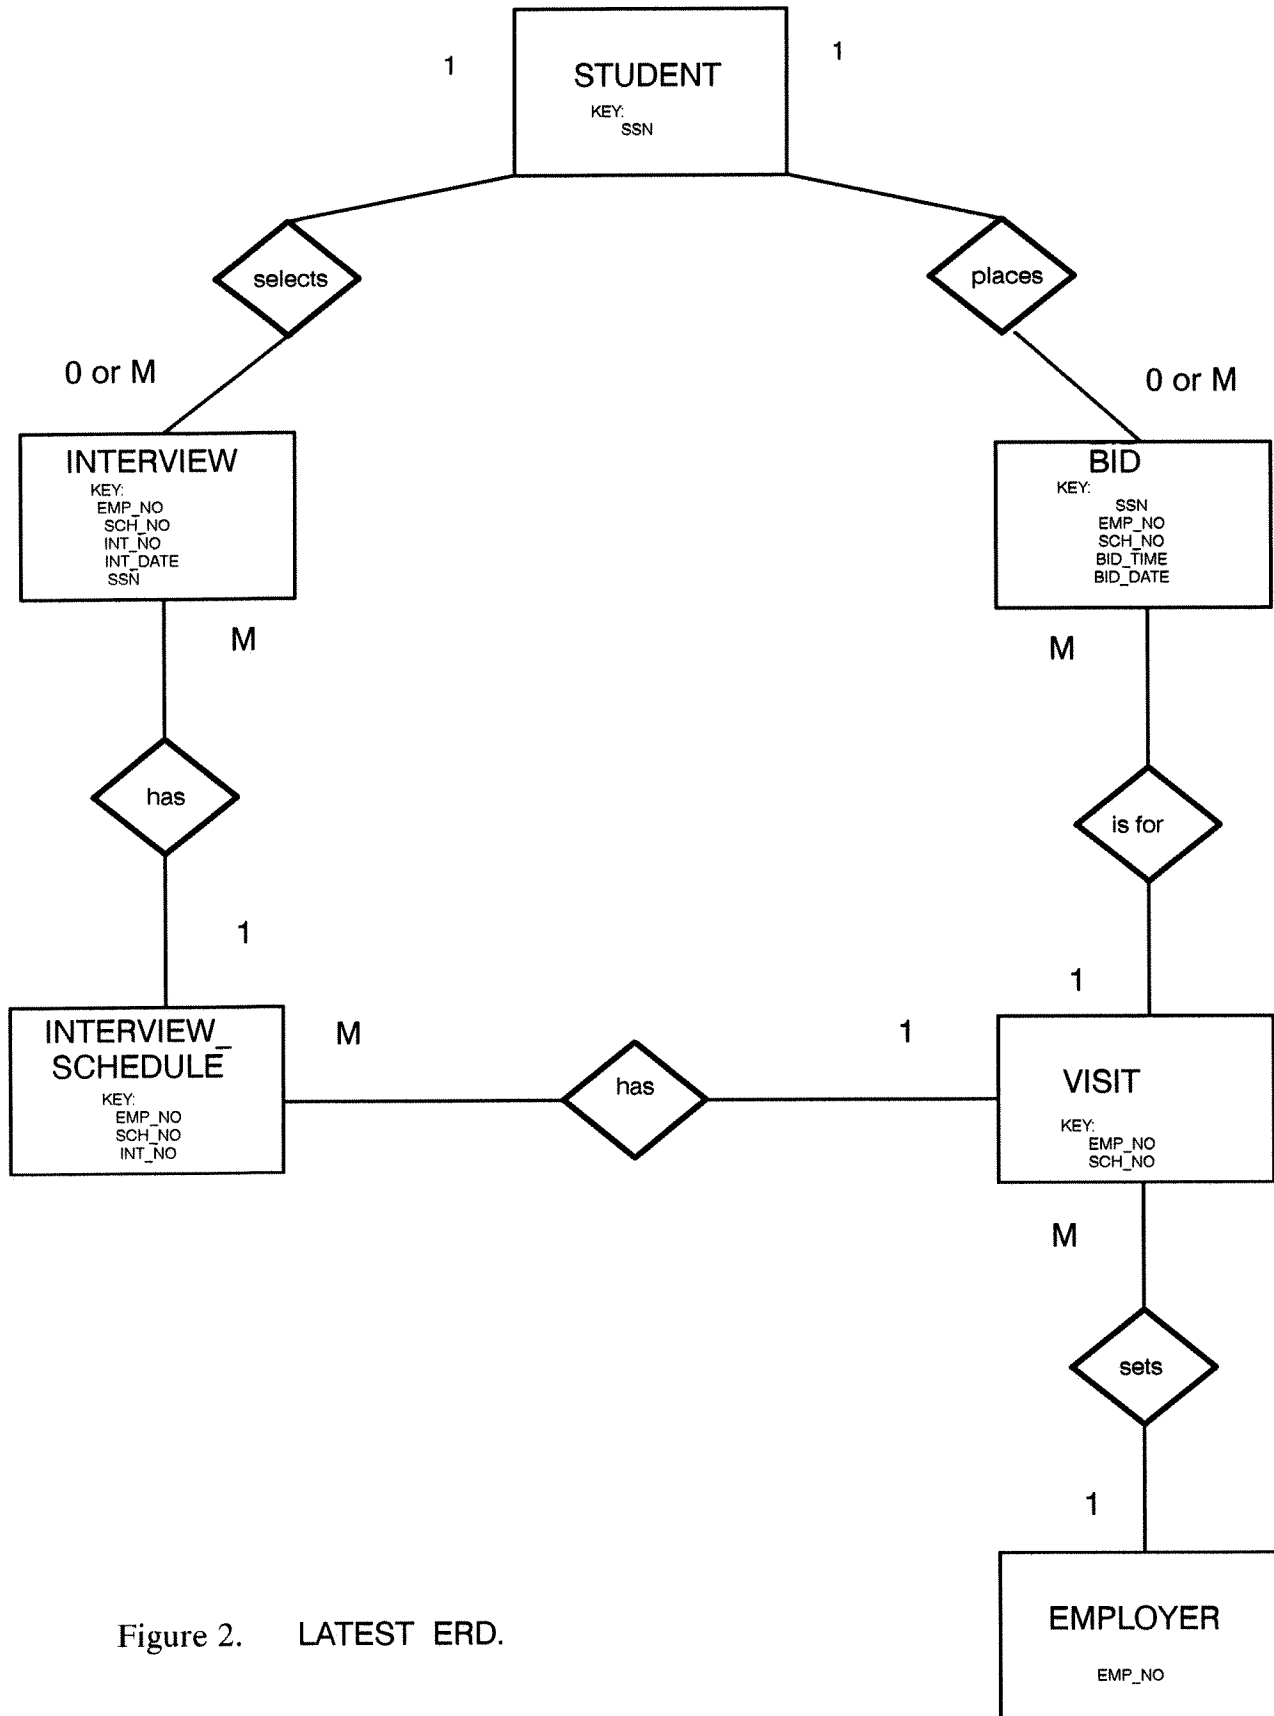 1
1
STUDENT
KEY:
SSN
selects
places
0 or M
0 or M
INTERVIEW
KEY:
EMP_NO
SCH_NO
INT_NO
INT_DATE
SSN
BID
KEY:
SSN
EMP_NO
SCH_NO
BID_TIME
BID_DATE
M
M
has
is for
1
1
INTERVIEW_
SCHEDULE
KEY:
EMP_NO
SCH_NO
INT_NO
M
has
1
VISIT
KEY:
EMP_NO
SCH_NO
M
sets
1
EMPLOYER
EMP_NO
Figure 2. LATEST ERD.